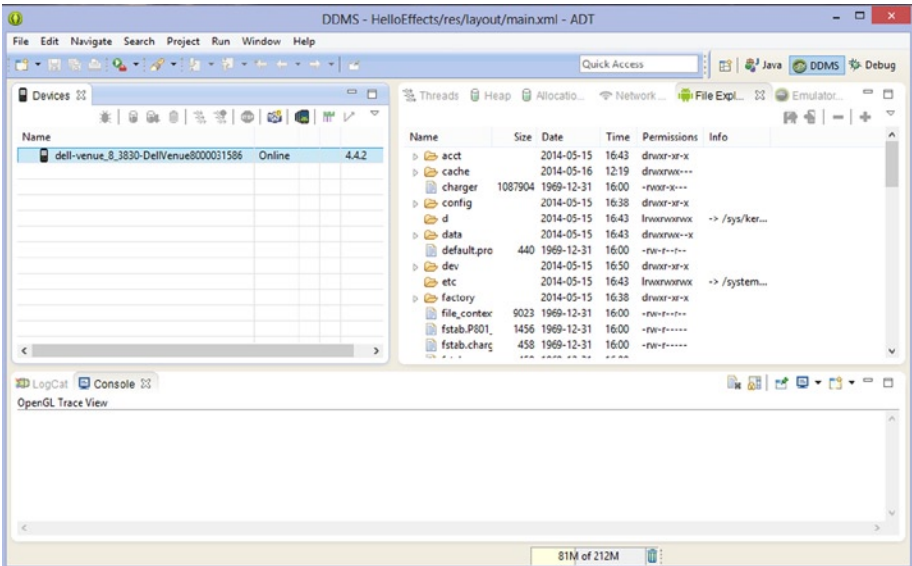 DDMS - HelloEffects/res/layout/main.xml - ADT
File Edit Navigate Search Project Run Window Help
Quick Access
Java DDMS Debug
Devices
Threads Heap Allocatio... Network... File Expl... Emulator...
Name
dell-venue_8_3830-DellVenue8000031586 Online 4.4.2
Name Size Date Time Permissions Info
acct 2014-05-15 16:43 drwxr-xr-x
cache 2014-05-16 12:19 drwxrwx---
charger 1087904 1969-12-31 16:00 -rwxr-x---
config 2014-05-15 16:38 drwxr-xr-x
d 2014-05-15 16:43 lrwxrwxrwx -> /sys/ker...
data 2014-05-15 16:43 drwxrwx--x
default.pro 440 1969-12-31 16:00 -rw-r--r--
dev 2014-05-15 16:50 drwxr-xr-x
etc 2014-05-15 16:43 lrwxrwxrwx -> /system...
factory 2014-05-15 16:38 drwxr-xr-x
file_contex 9023 1969-12-31 16:00 -rw-r--r--
fstab.P801_ 1456 1969-12-31 16:00 -rw-r-----
fstab.charg 458 1969-12-31 16:00 -rw-r-----
LogCat Console
OpenGL Trace View
81M of 212M